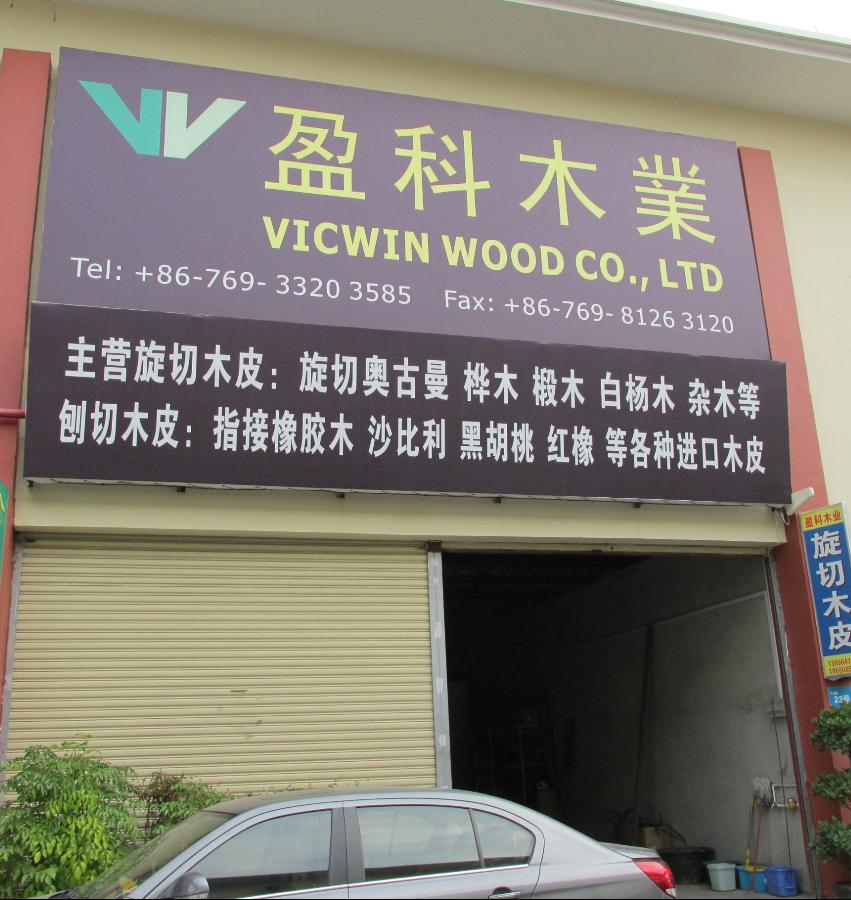 盈科木業
VICWIN WOOD CO., LTD
Tel: +86-769- 3320 3585 Fax: +86-769- 8126 3120
主营旋切木皮：旋切奥古曼 桦木 椴木 白杨木 杂木等
刨切木皮：指接橡胶木 沙比利 黑胡桃 红橡 等各种进口木皮
盈科木业
旋切木皮
23号